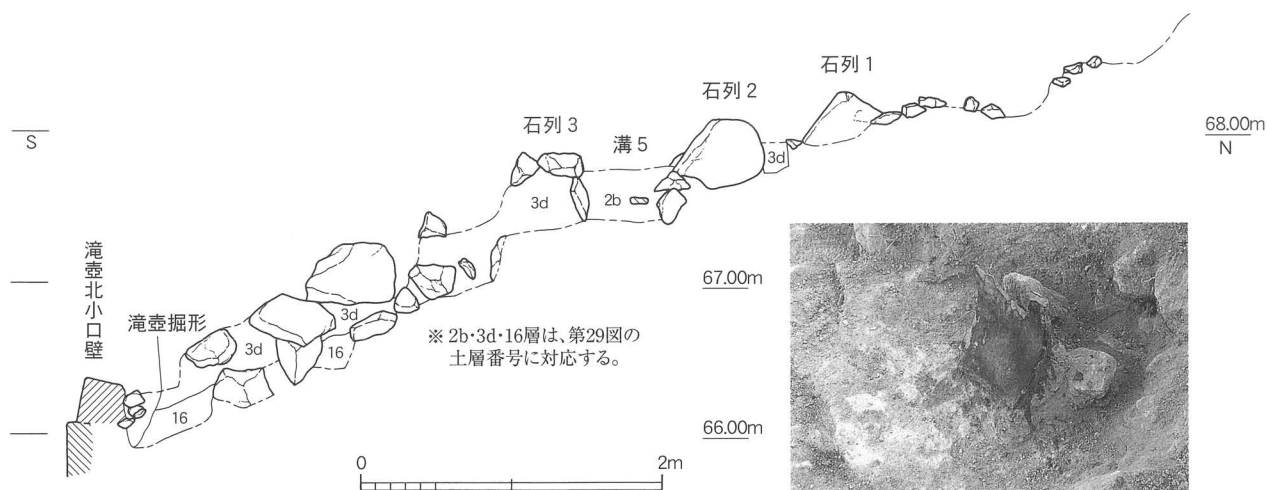 石列1
石列2
石列3
溝5
68.00m
S
N
3d
3d
2b
滝壺北小口壁
滝壺掘形
67.00m
3d
3d
16
※ 2b・3d・16層は、第29図の
土層番号に対応する。
16
66.00m
0
2m